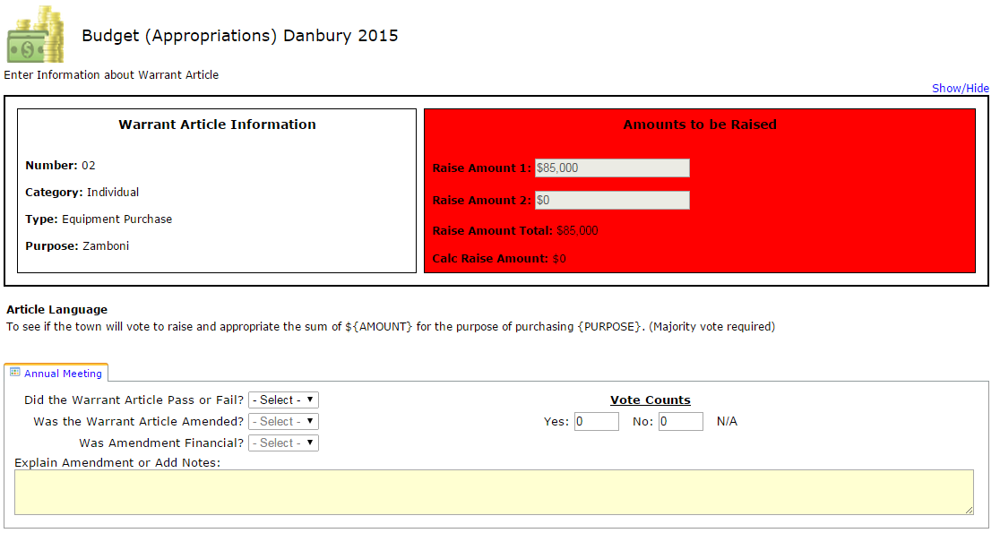 Budget (Appropriations) Danbury 2015
Enter Information about Warrant Article
Show/Hide
Warrant Article Information
Number: 02
Category: Individual
Type: Equipment Purchase
Purpose: Zamboni
Amounts to be Raised
Raise Amount 1: $85,000
Raise Amount 2: $0
Raise Amount Total: $85,000
Calc Raise Amount: $0
Article Language
To see if the town will vote to raise and appropriate the sum of ${AMOUNT} for the purpose of purchasing {PURPOSE}. (Majority vote required)
Annual Meeting
Did the Warrant Article Pass or Fail? - Select -
Was the Warrant Article Amended? - Select -
Was Amendment Financial? - Select -
Vote Counts
Yes: 0 No: 0 N/A
Explain Amendment or Add Notes: